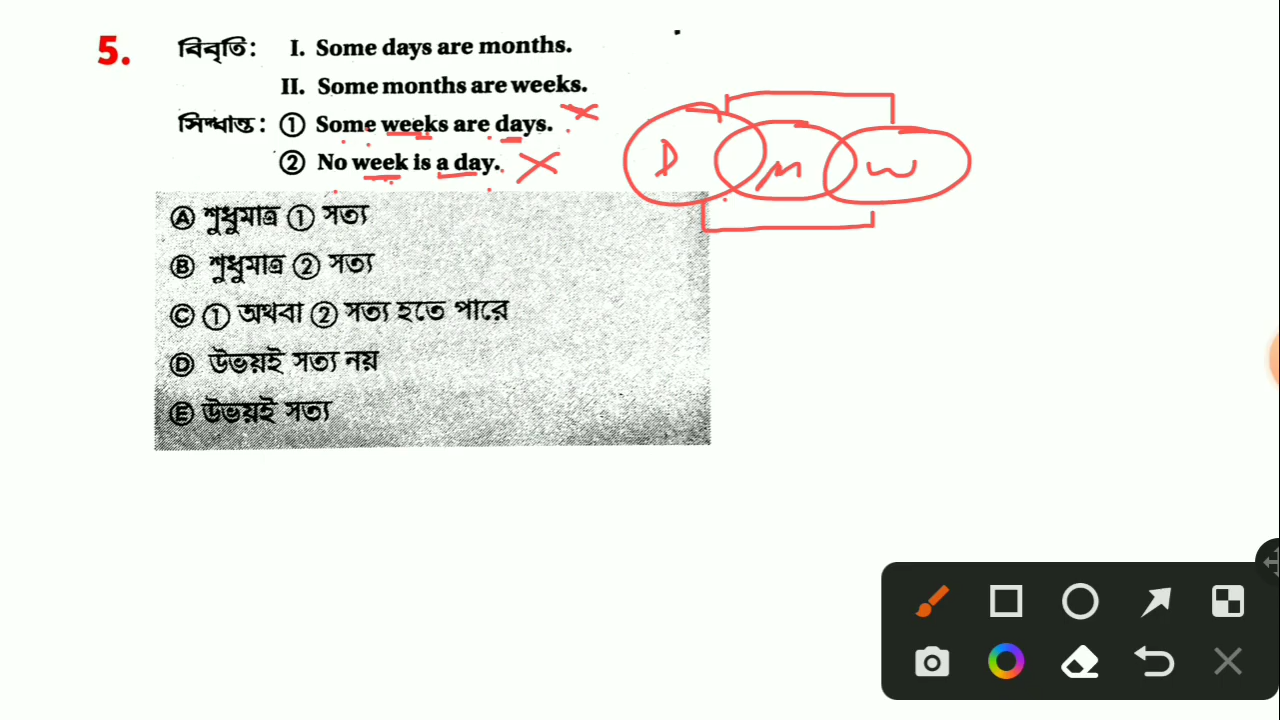 5. বিবৃতি: I. Some days are months.
II. Some months are weeks.
সিদ্ধান্ত: ① Some weeks are days.
② No week is a day.
D M W
Ⓐ শুধুমাত্র ① সত্য
Ⓑ শুধুমাত্র ② সত্য
Ⓒ ① অথবা ② সত্য হতে পারে
Ⓓ উভয়ই সত্য নয়
Ⓔ উভয়ই সত্য